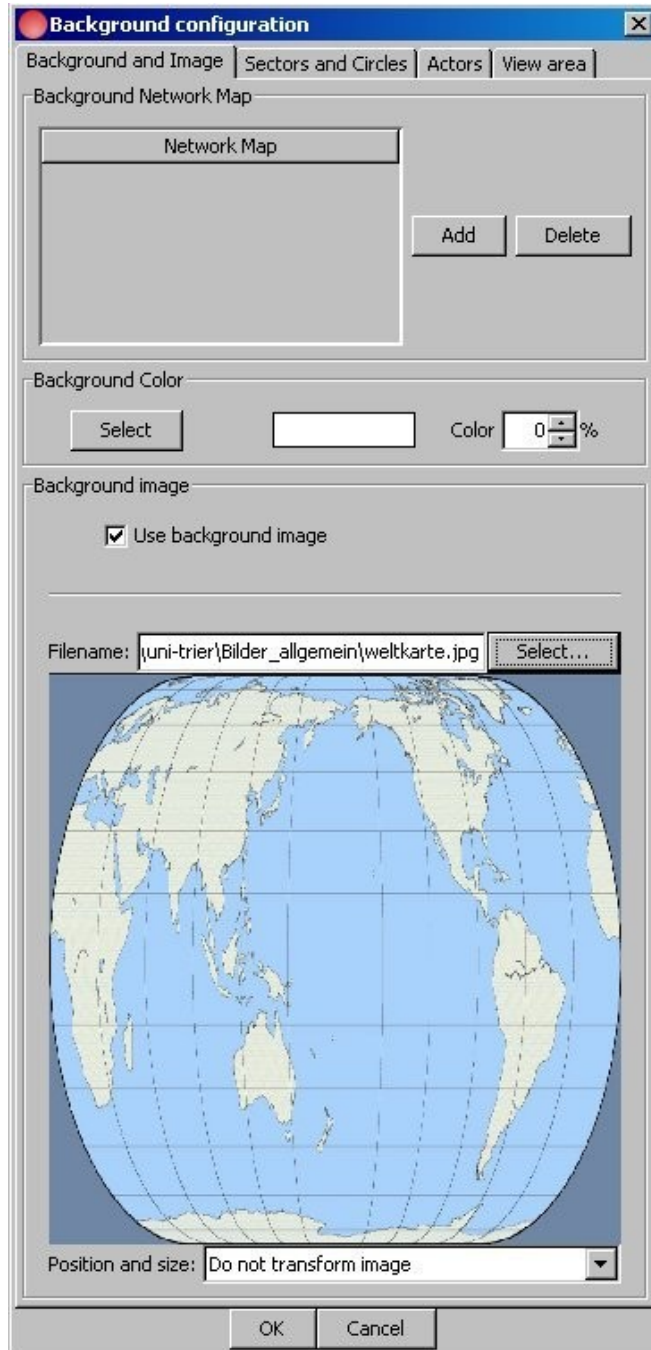 Background configuration
Background and Image Sectors and Circles Actors View area
Background Network Map
Network Map
Add Delete
Background Color
Select Color 0 %
Background image
Use background image
Filename: \uni-trier\Bilder_allgemein\weltkarte.jpg Select...
Position and size: Do not transform image
OK Cancel